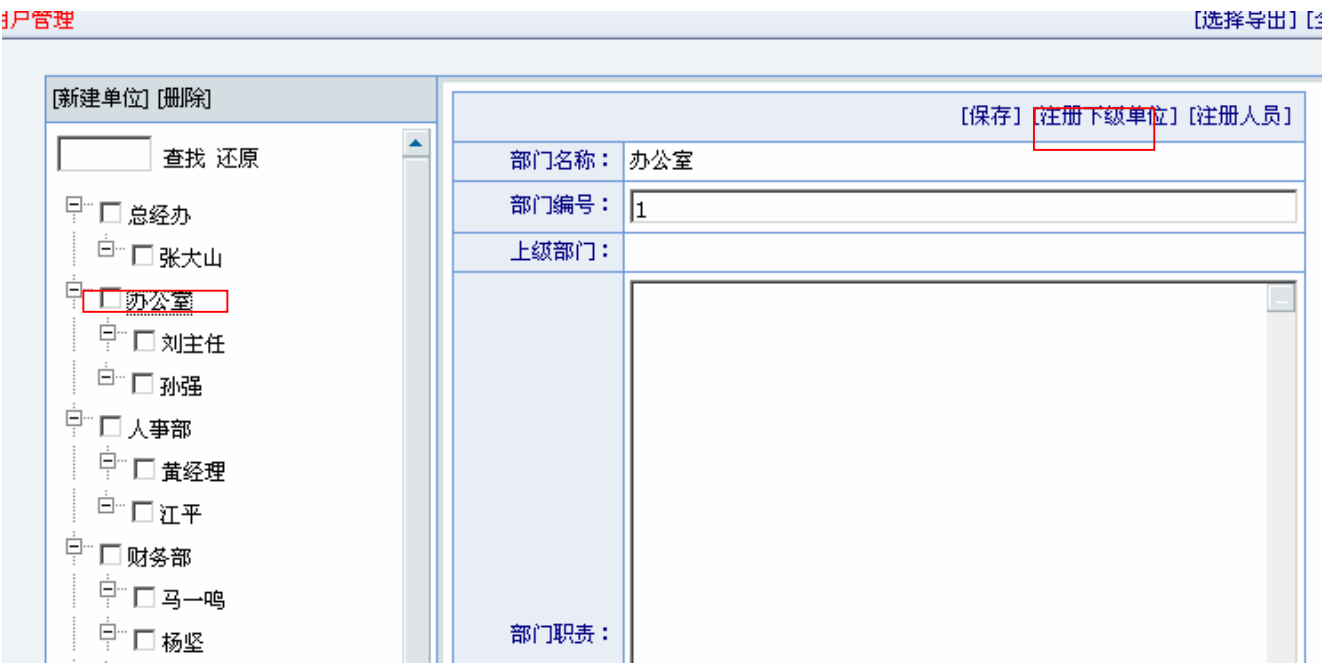 用户管理
[选择导出] [全
[新建单位] [删除]
查找 还原
总经办
张大山
办公室
刘主任
孙强
人事部
黄经理
江平
财务部
马一鸣
杨坚
[保存] [注册下级单位] [注册人员]
部门名称： 办公室
部门编号： 1
上级部门：
部门职责：